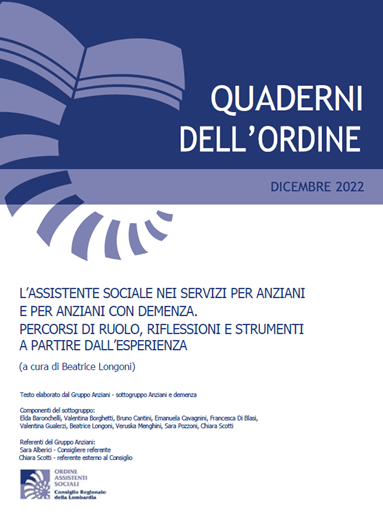 QUADERNI
DELL'ORDINE
DICEMBRE 2022
L'ASSISTENTE SOCIALE NEI SERVIZI PER ANZIANI
E PER ANZIANI CON DEMENZA.
PERCORSI DI RUOLO, RIFLESSIONI E STRUMENTI
A PARTIRE DALL'ESPERIENZA
(a cura di Beatrice Longoni)
Testo elaborato dal Gruppo Anziani - sottogruppo Anziani e demenza
Componenti del sottogruppo:
Elda Baronchelli, Valentina Borghetti, Bruno Cantini, Emanuela Cavagnini, Francesca Di Blasi,
Valentina Gualerzi, Beatrice Longoni, Veruska Menghini, Sara Pozzoni, Chiara Scotti
Referenti del Gruppo Anziani:
Sara Alberici - Consigliere referente
Chiara Scotti - referente esterno al Consiglio
ORDINE
ASSISTENTI
SOCIALI
Consiglio Regionale
della Lombardia